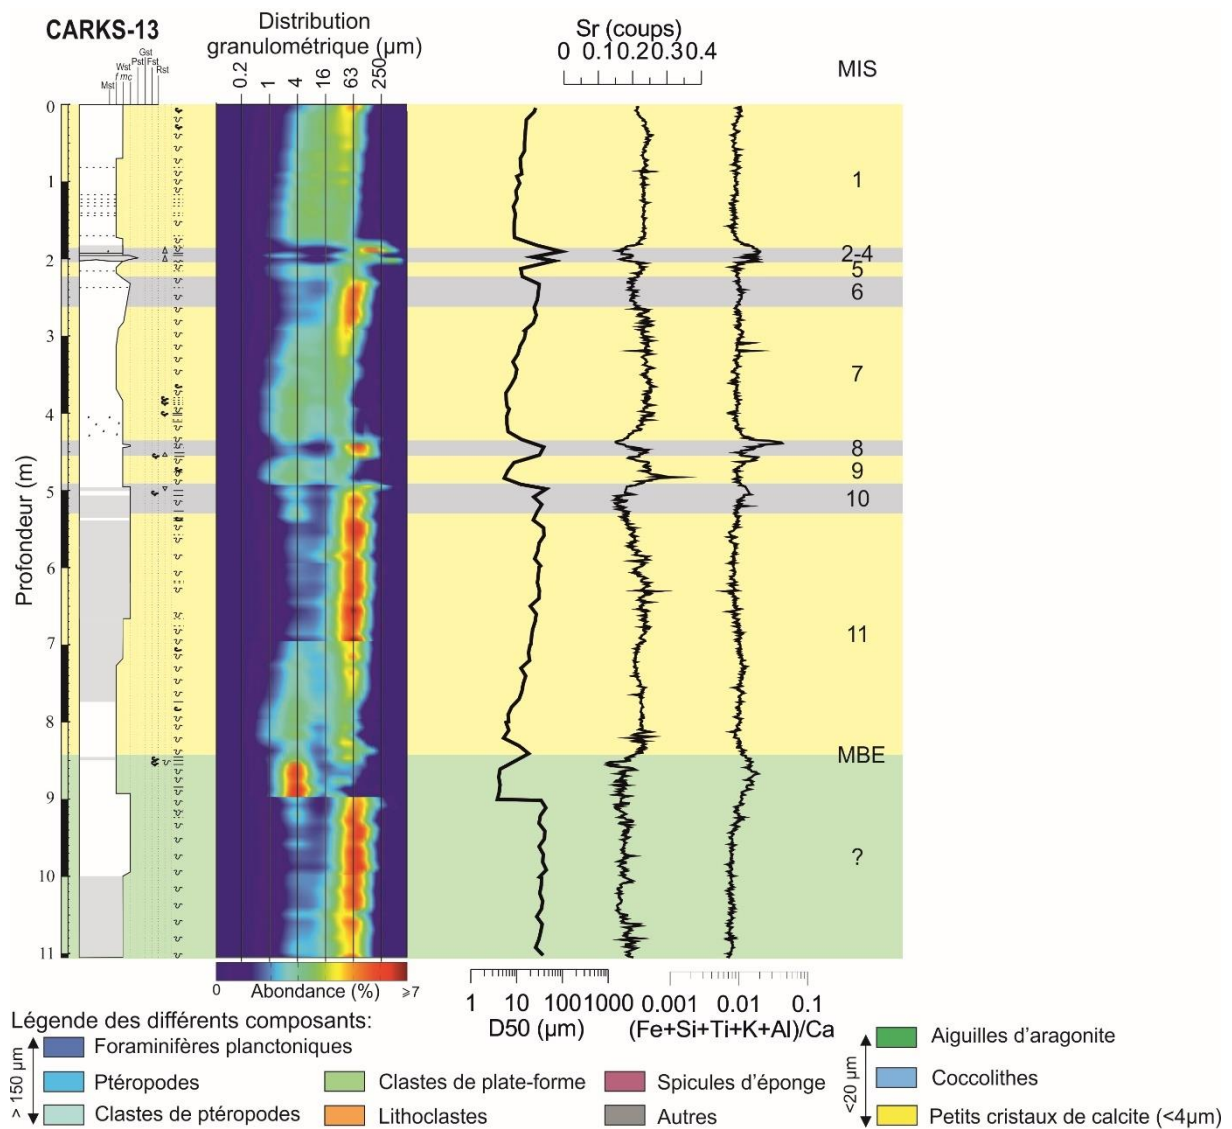 CARKS-13
Distribution
granulométrique (µm)
Sr (coups)
0 0.10.20.30.4
MIS
Mst Wst f mc Pst Gst Fst Rst
0.2 1 4 16 63 250
Profondeur (m)
0
1
2
3
4
5
6
7
8
9
10
11
1
2-4
5
6
7
8
9
10
11
MBE
?
0 Abondance (%) ⩾7
1 10 1001000
D50 (µm)
0.001 0.01 0.1
(Fe+Si+Ti+K+Al)/Ca
Légende des différents composants:
> 150 µm
Foraminifères planctoniques
Ptéropodes
Clastes de ptéropodes
Clastes de plate-forme
Lithoclastes
Spicules d'éponge
Autres
<20 µm
Aiguilles d'aragonite
Coccolithes
Petits cristaux de calcite (<4µm)